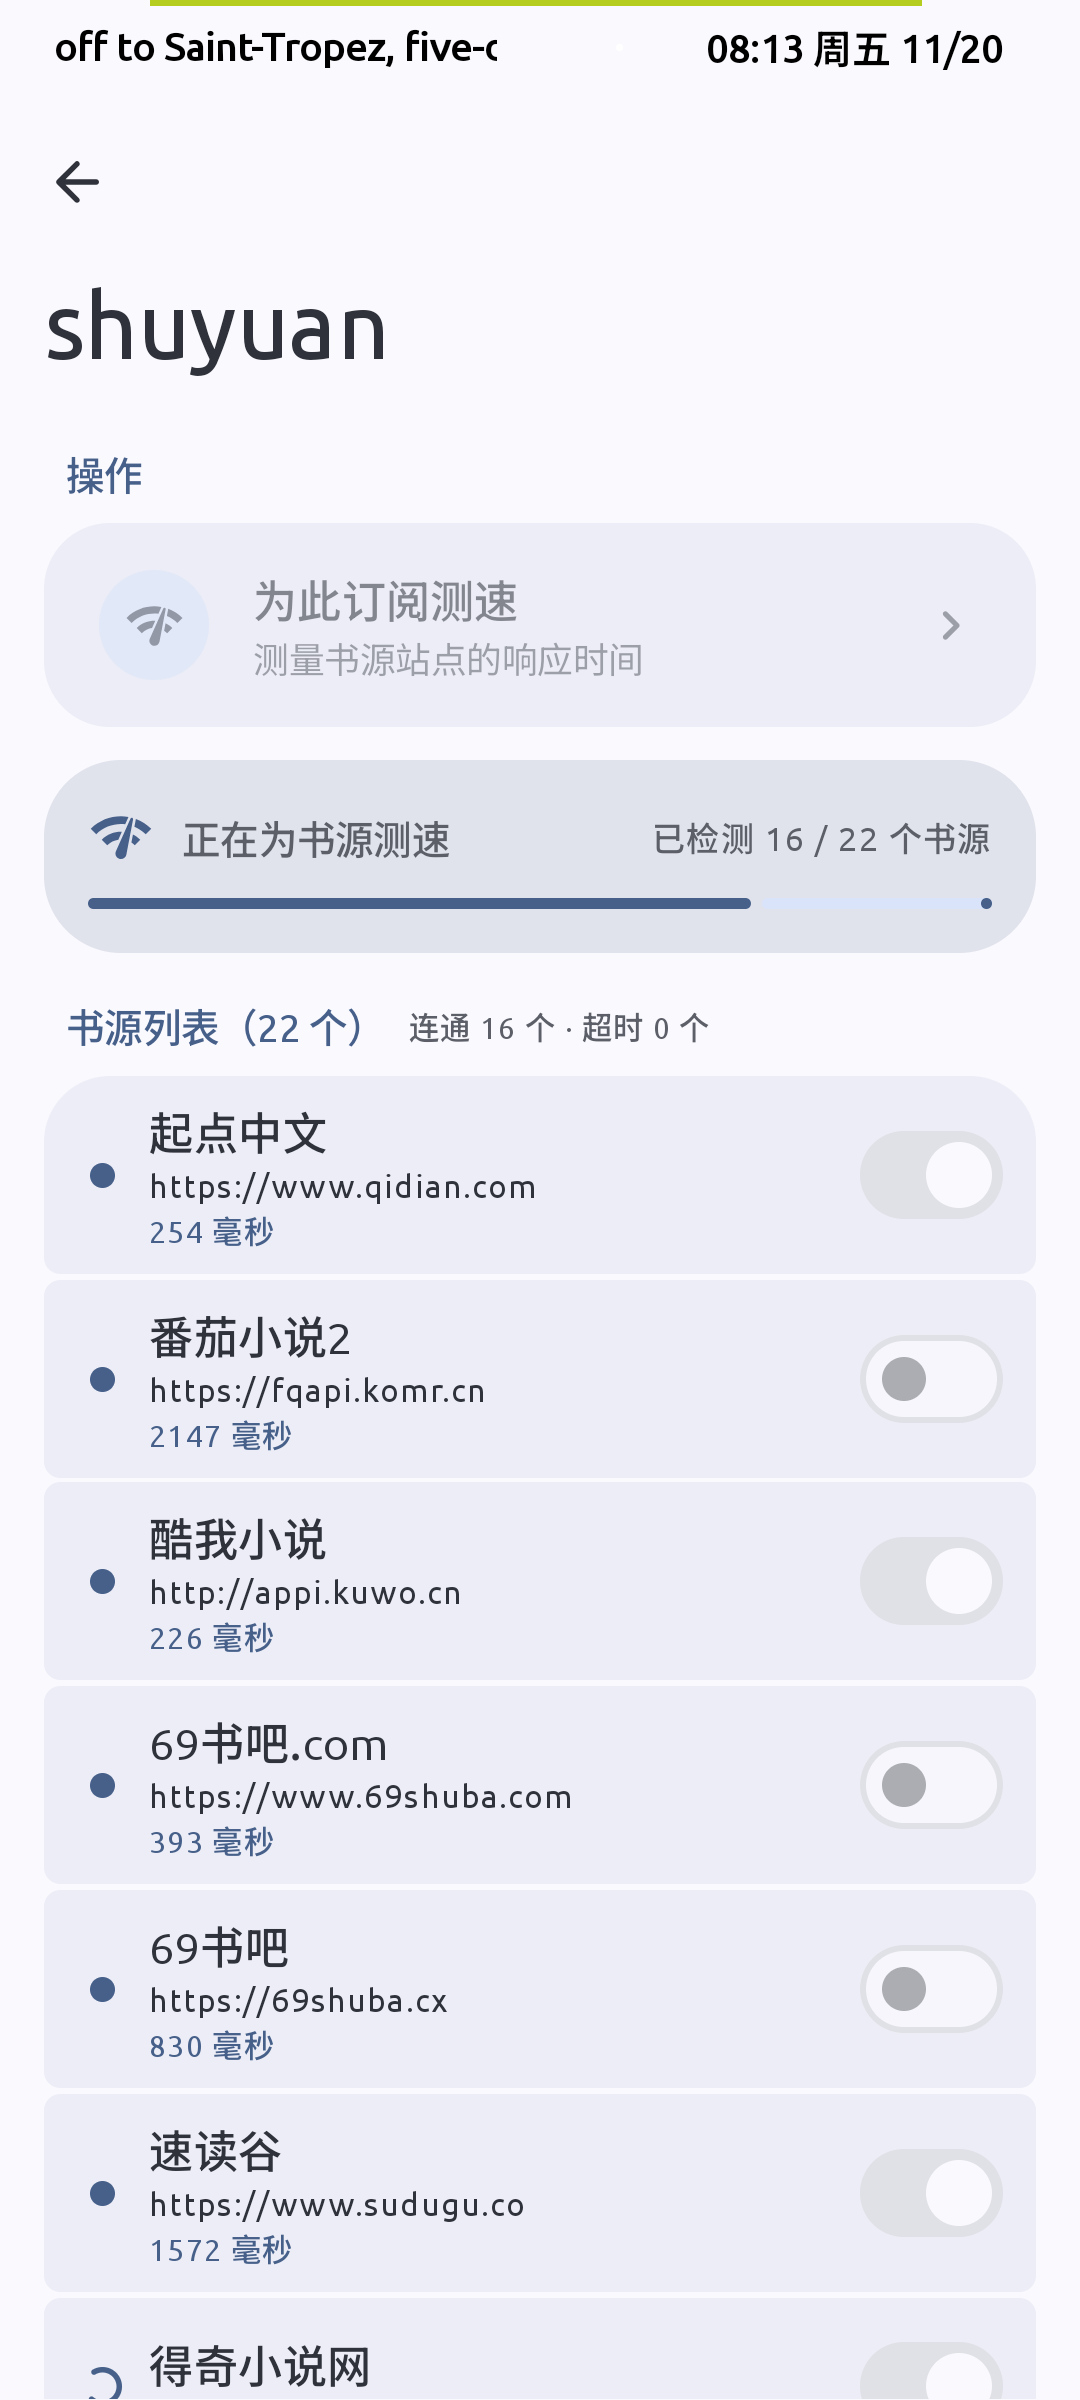 off to Saint-Tropez, five-
08:13 周五 11/20
shuyuan
操作
为此订阅测速
测量书源站点的响应时间
正在为书源测速
已检测 16 / 22 个书源
书源列表（22 个）
连通 16 个 · 超时 0 个
起点中文
https://www.qidian.com
254 毫秒
番茄小说2
https://fqapi.komr.cn
2147 毫秒
酷我小说
http://appi.kuwo.cn
226 毫秒
69书吧.com
https://www.69shuba.com
393 毫秒
69书吧
https://69shuba.cx
830 毫秒
速读谷
https://www.sudugu.co
1572 毫秒
得奇小说网